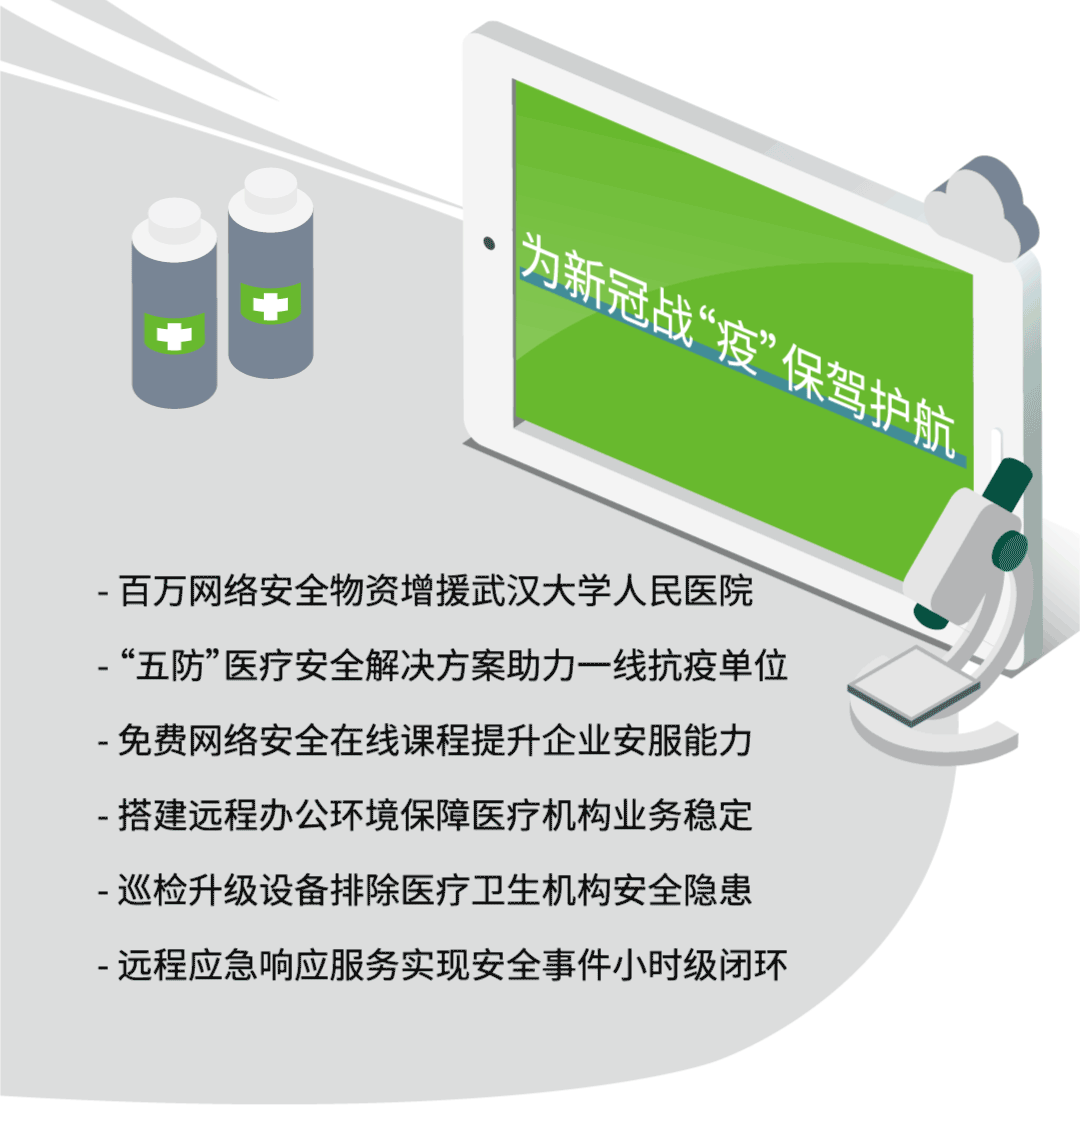 为新冠战“疫”保驾护航
- 百万网络安全物资增援武汉大学人民医院
- “五防”医疗安全解决方案助力一线抗疫单位
- 免费网络安全在线课程提升企业安服能力
- 搭建远程办公环境保障医疗机构业务稳定
- 巡检升级设备排除医疗卫生机构安全隐患
- 远程应急响应服务实现安全事件小时级闭环